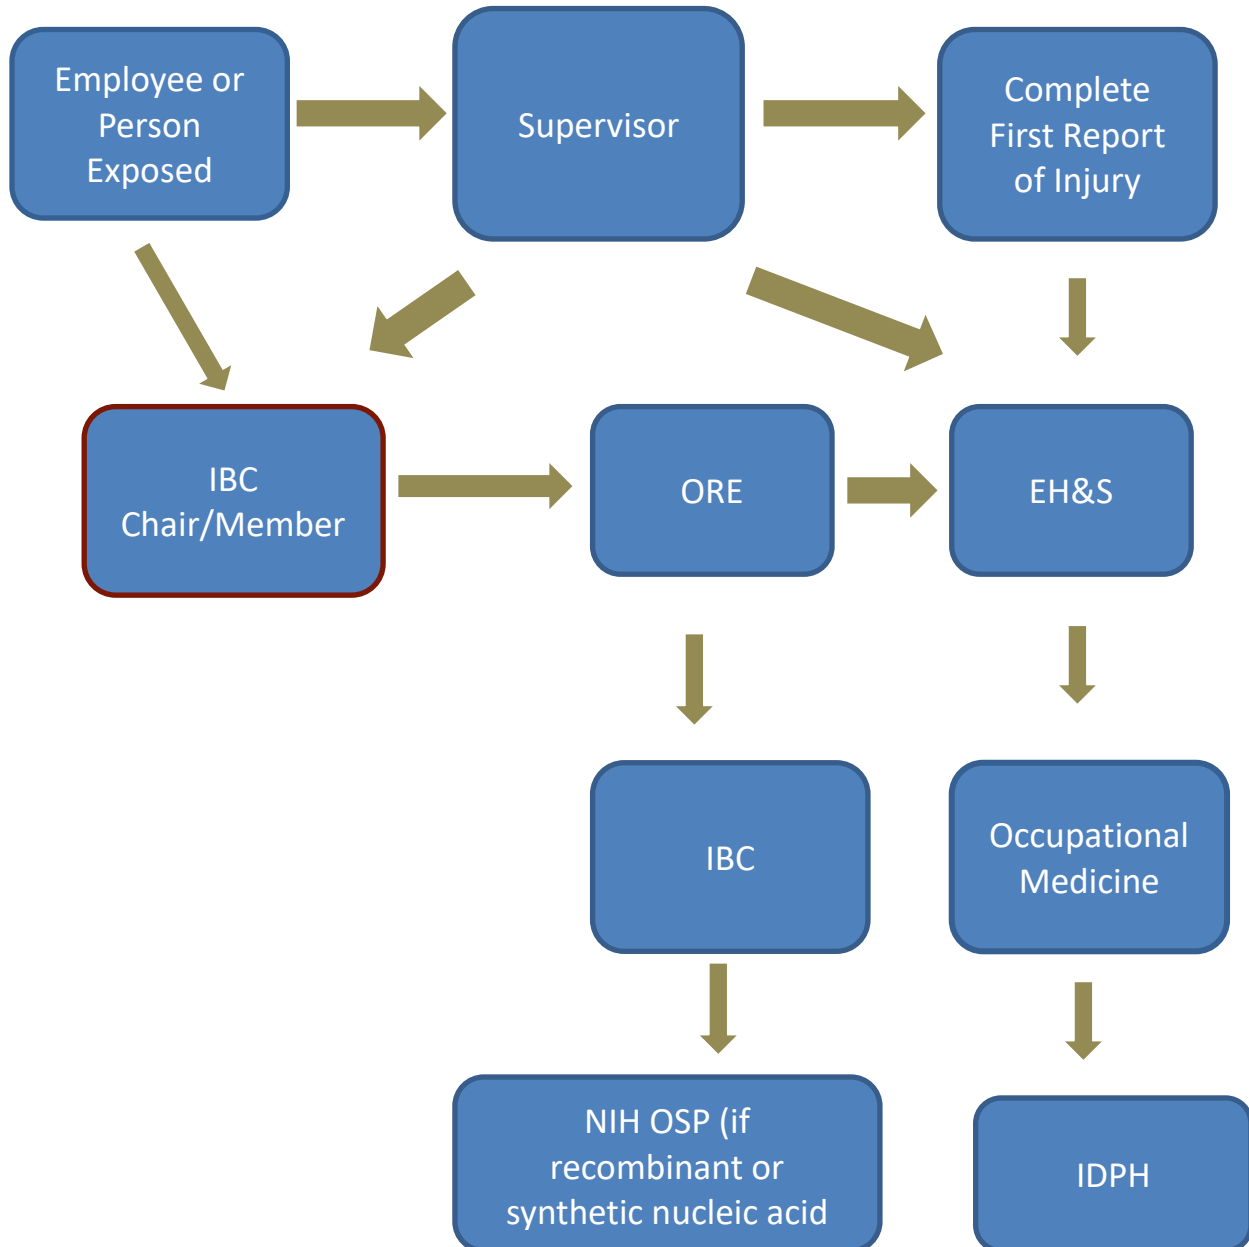 Employee or
Person
Exposed
Supervisor
Complete
First Report
of Injury
IBC
Chair/Member
ORE
EH&S
IBC
Occupational
Medicine
NIH OSP (if
recombinant or
synthetic nucleic acid
IDPH